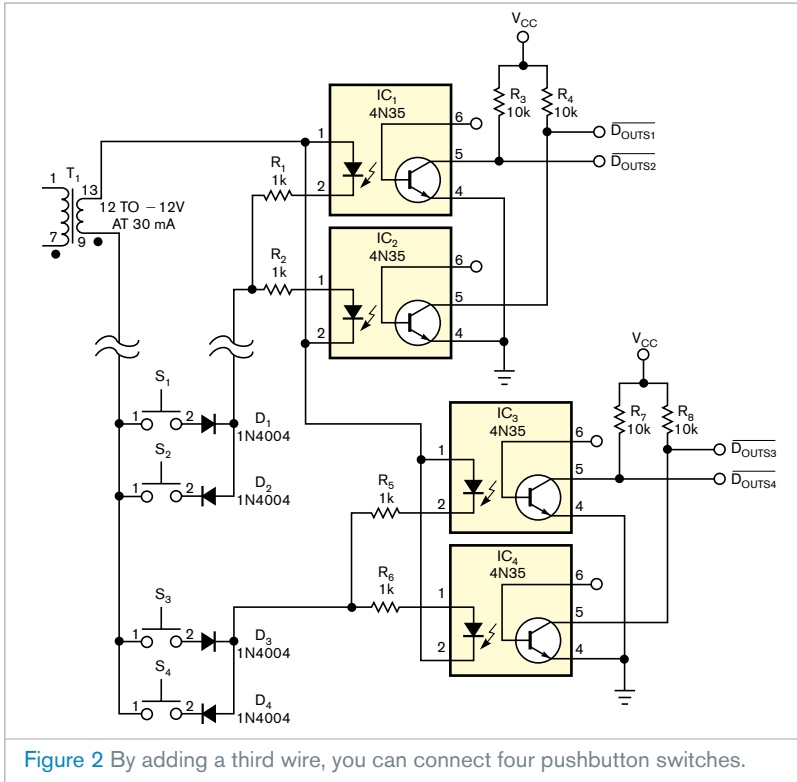 VCC
IC1
4N35
R3
10k
R4
10k
6
DOUTS1
1
5
DOUTS2
1
T1
13
R1
1k
2
4
12 TO – 12V
AT 30 mA
7
9
IC2
4N35
R2
1k
6
1
5
2
4
VCC
S1
1
2
D1
1N4004
IC3
4N35
R7
10k
R8
10k
6
DOUTS3
S2
1
5
DOUTS4
1
2
D2
1N4004
R5
1k
2
4
IC4
4N35
R6
1k
6
S3
1
5
1
2
D3
1N4004
2
4
S4
1
2
D4
1N4004
Figure 2 By adding a third wire, you can connect four pushbutton switches.